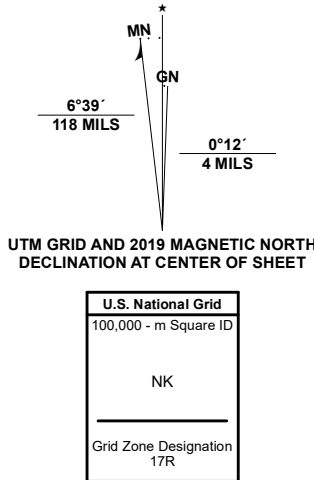 ★
MN
GN
6°39´
118 MILS
0°12´
4 MILS
UTM GRID AND 2019 MAGNETIC NORTH
DECLINATION AT CENTER OF SHEET
U.S. National Grid
100,000 - m Square ID
NK
Grid Zone Designation
17R